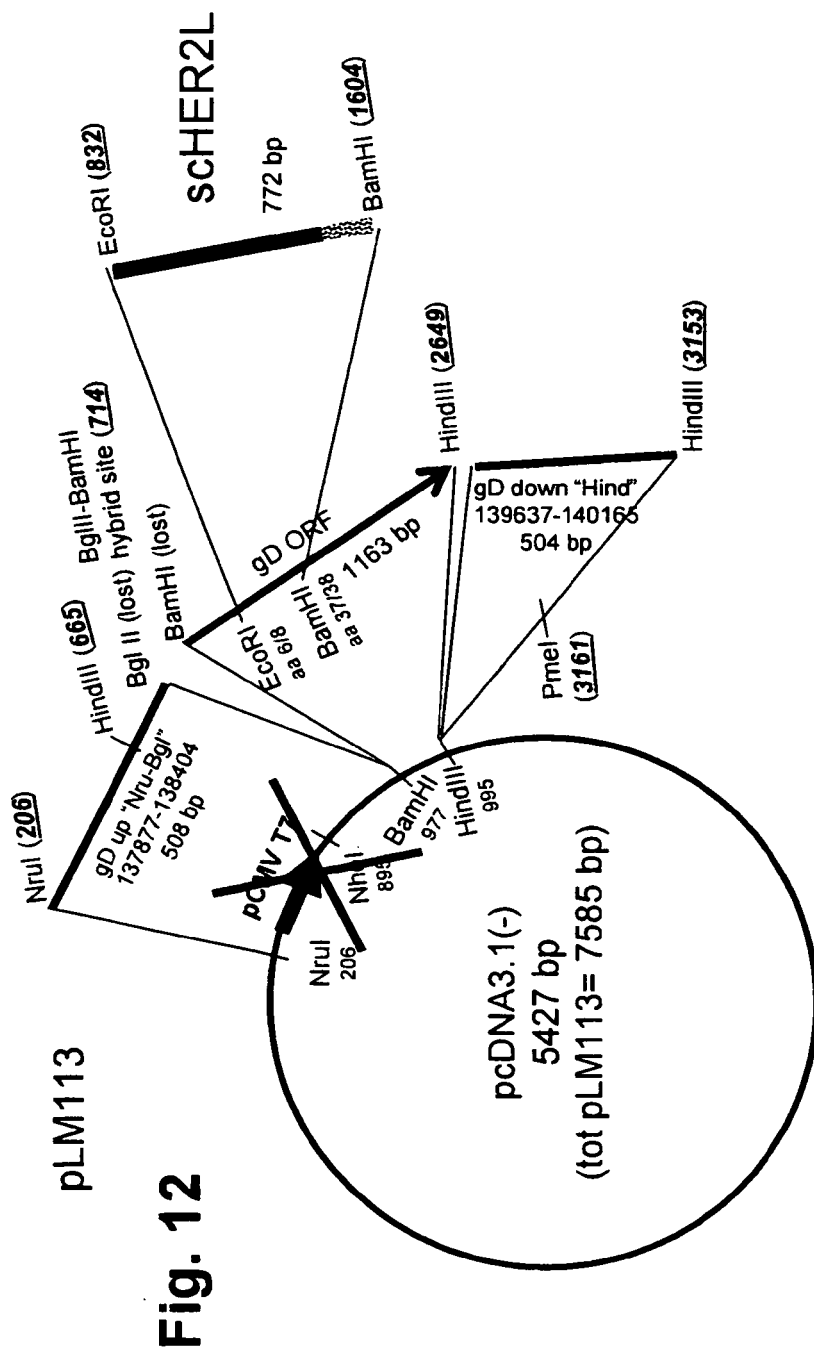 Fig. 12
pLM113
NruI (206)
gD up "Nru-Bgl"
137877-138404
508 bp
HindIII (665)
BglII-BamHI
Bgl II (lost) hybrid site (714)
BamHI (lost)
gD ORF
1163 bp
EcoRI
aa 6/8
BamHI
aa 37/38
EcoRI (832)
scHER2L
772 bp
BamHI (1604)
HindIII (2649)
gD down "Hind"
139637-140165
504 bp
HindIII (3153)
PmeI
(3161)
pCMV T7
NruI
206
NheI
895
BamHI
977
HindIII
995
pcDNA3.1(-)
5427 bp
(tot pLM113= 7585 bp)